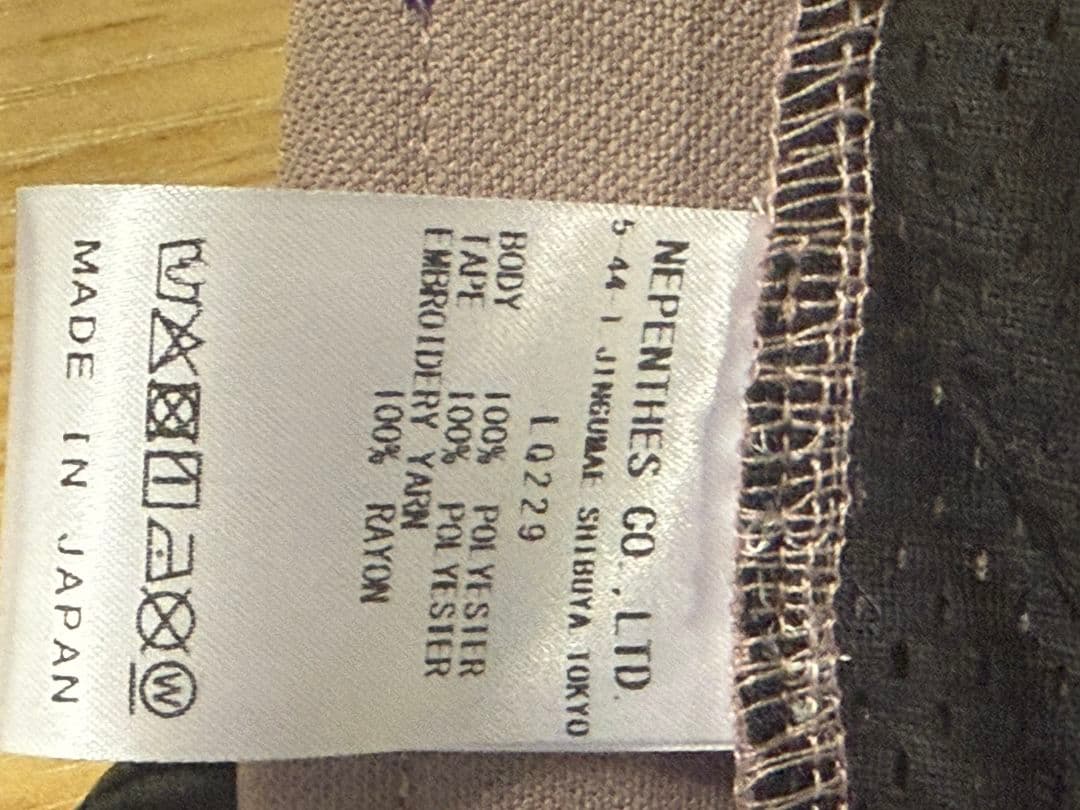 NEPENTHES CO.,LTD.
5-44-1 JINGUMAE SHIBUYA TOKYO
LQ229
BODY 100% POLYESTER
TAPE 100% POLYESTER
EMBROIDERY YARN
100% RAYON
W
MADE IN JAPAN